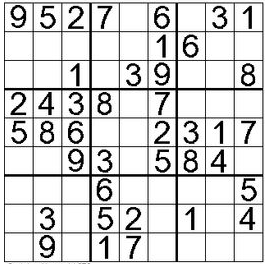 9 5 2 7 6 3 1
1 6
1 3 9 8
2 4 3 8 7
5 8 6 2 3 1 7
9 3 5 8 4
6 5
3 5 2 1 4
9 1 7